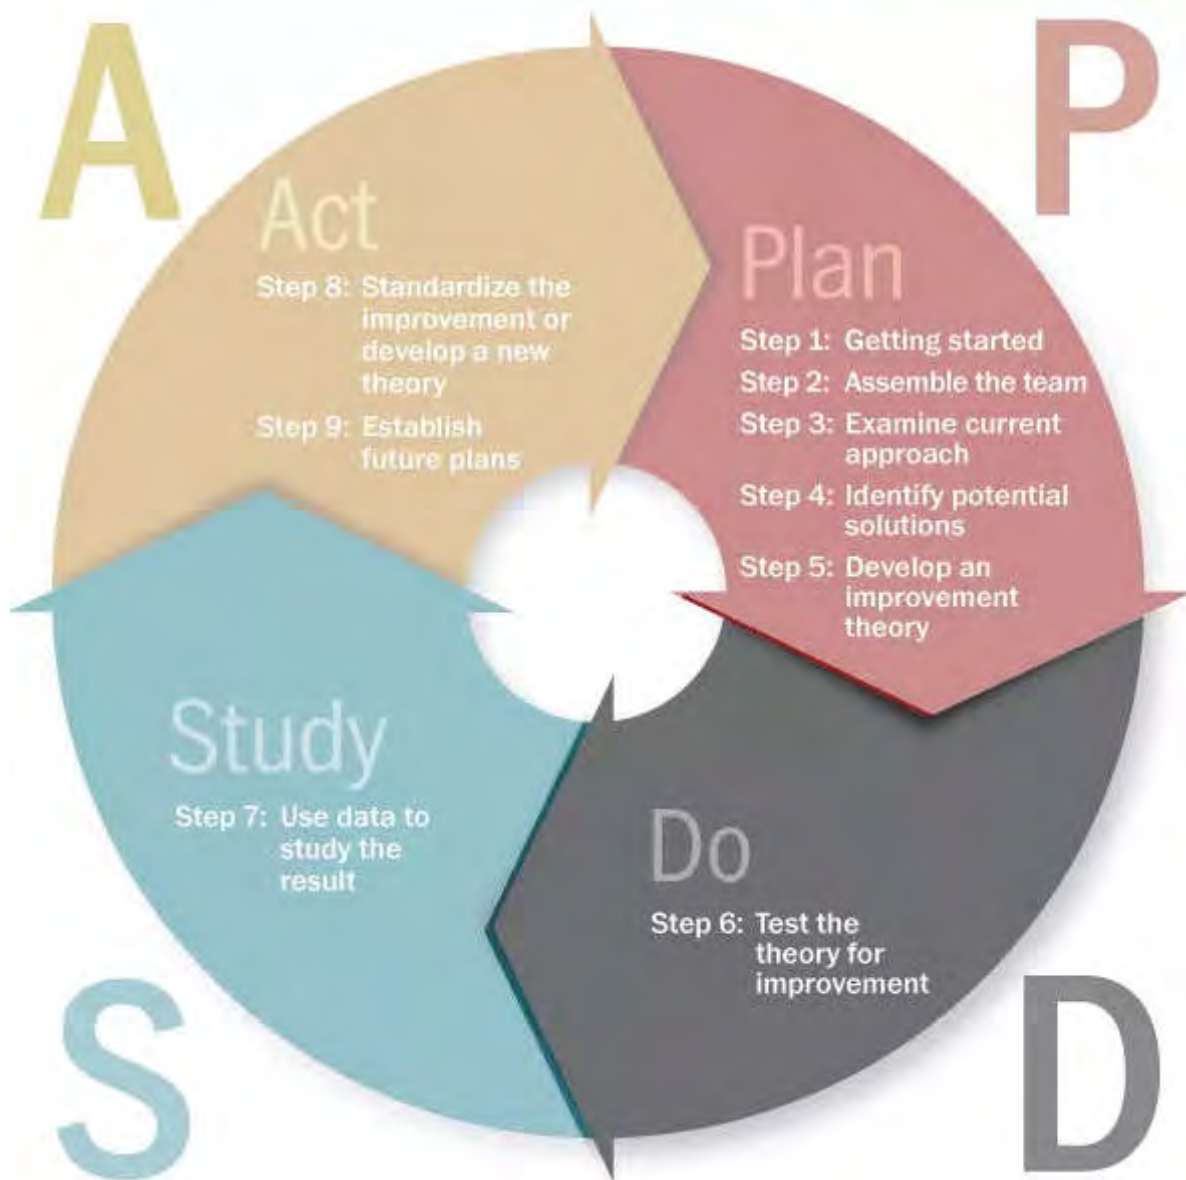 A
P
Act
Step 8: Standardize the
improvement or
develop a new
theory
Step 9: Establish
future plans
Plan
Step 1: Getting started
Step 2: Assemble the team
Step 3: Examine current
approach
Step 4: Identify potential
solutions
Step 5: Develop an
improvement
theory
Study
Step 7: Use data to
study the
result
Do
Step 6: Test the
theory for
improvement
S
D